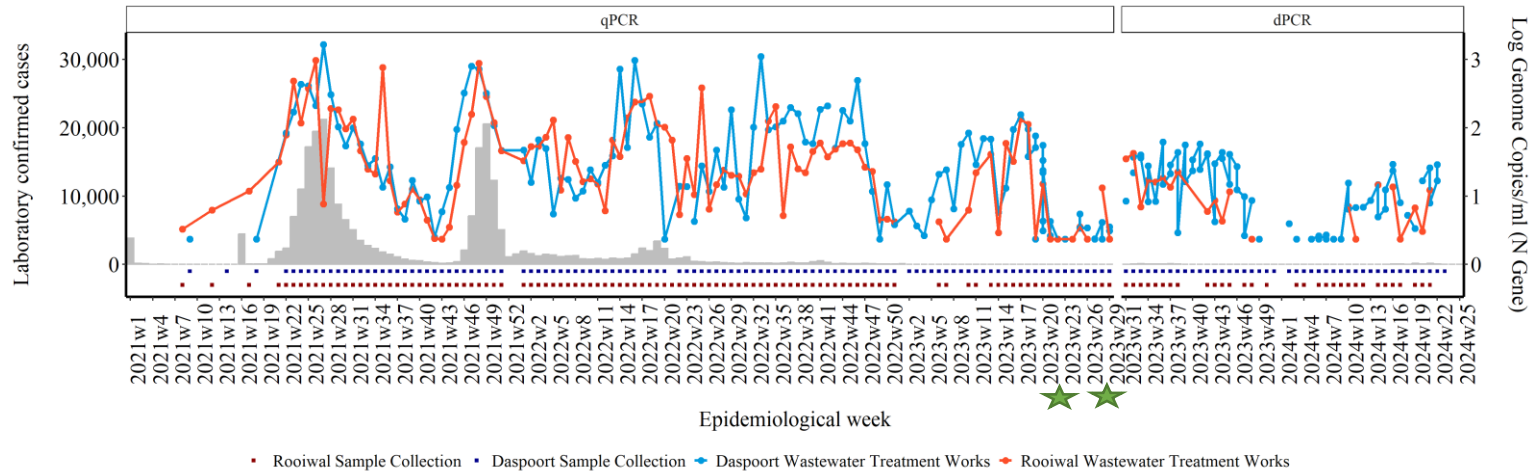 qPCR
dPCR
Laboratory confirmed cases
30,000
20,000
10,000
0
3
2
1
0
Log Genome Copies/ml (N Gene)
2021w1
2021w4
2021w7
2021w10
2021w13
2021w16
2021w19
2021w22
2021w25
2021w28
2021w31
2021w34
2021w37
2021w40
2021w43
2021w46
2021w49
2021w52
2022w2
2022w5
2022w8
2022w11
2022w14
2022w17
2022w20
2022w23
2022w26
2022w29
2022w32
2022w35
2022w38
2022w41
2022w44
2022w47
2022w50
2023w2
2023w5
2023w8
2023w11
2023w14
2023w17
2023w20
2023w23
2023w26
2023w29
2023w31
2023w34
2023w37
2023w40
2023w43
2023w46
2023w49
2024w1
2024w4
2024w7
2024w10
2024w13
2024w16
2024w19
2024w22
2024w25
Epidemiological week
Rooiwal Sample Collection
Daspoort Sample Collection
Daspoort Wastewater Treatment Works
Rooiwal Wastewater Treatment Works